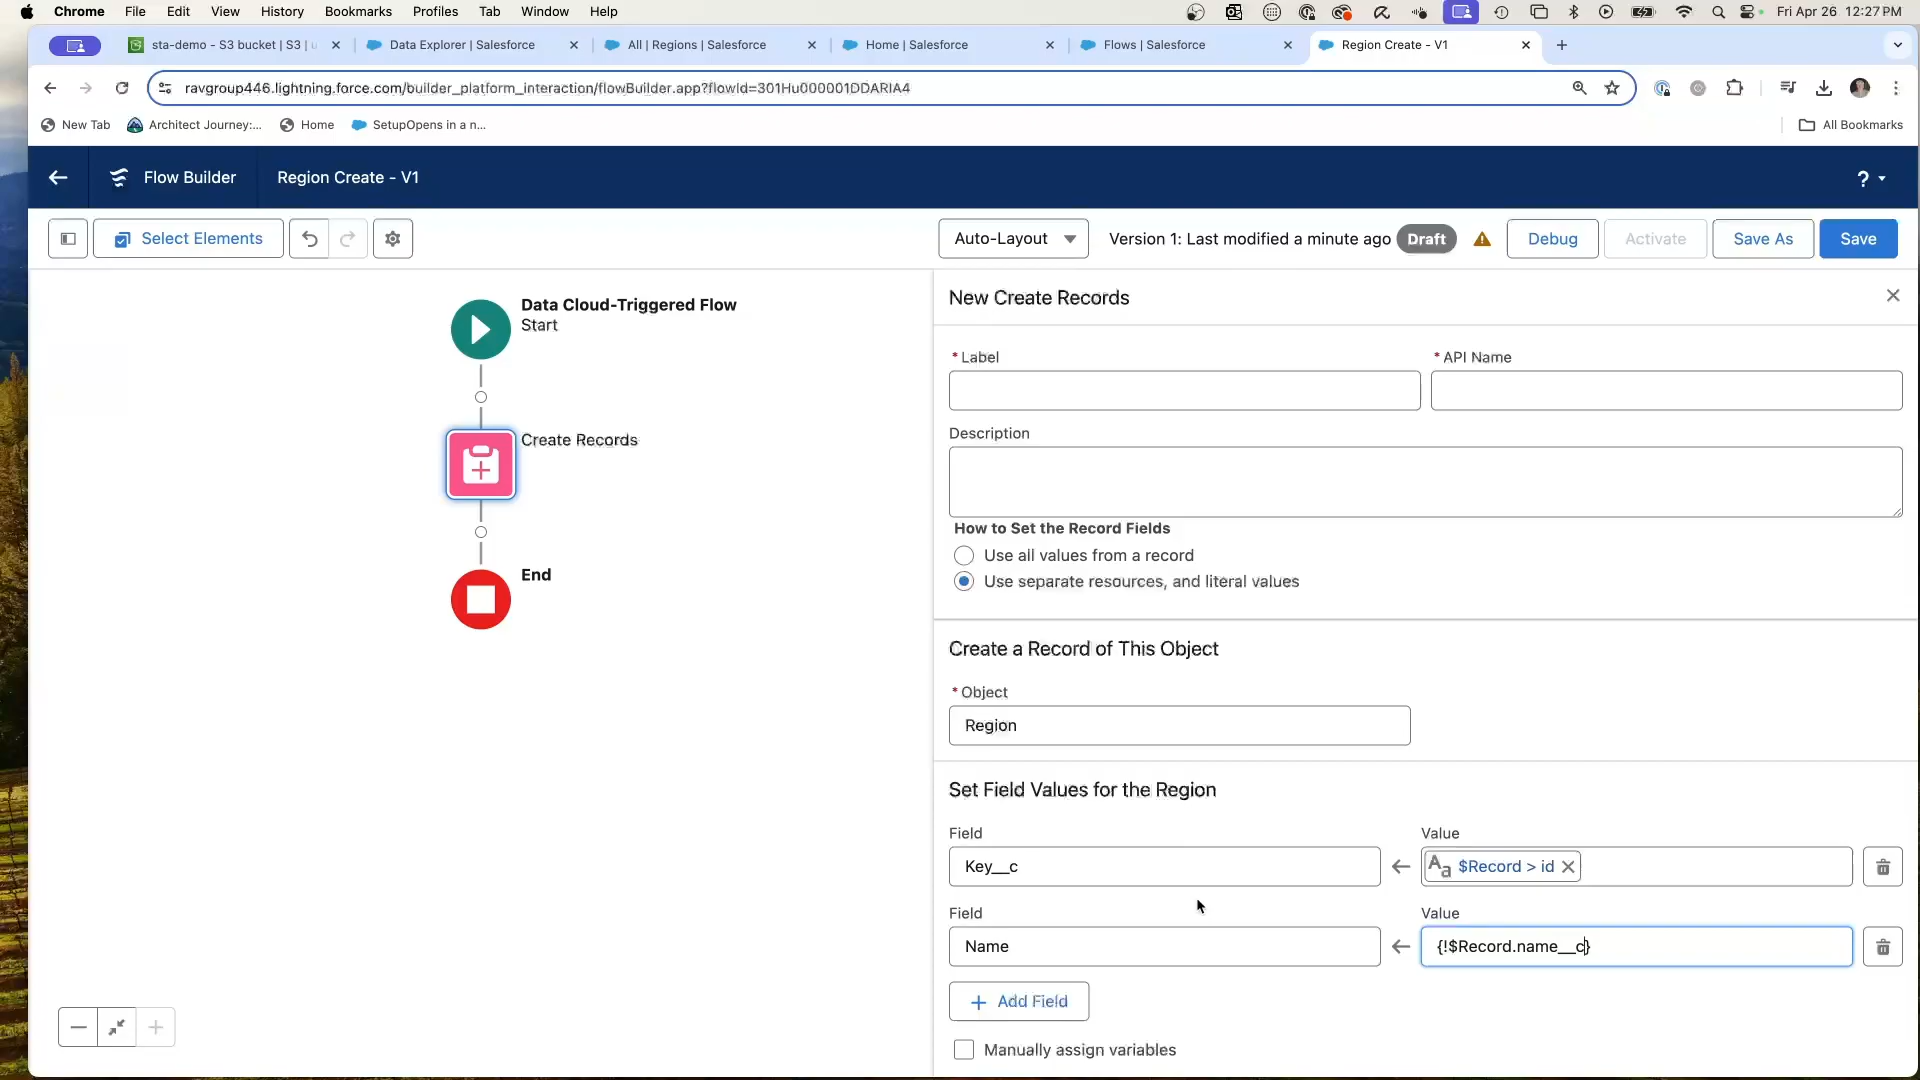 Chrome File Edit View History Bookmarks Profiles Tab Window Help Fri Apr 26 12:27 PM
sta-demo - S3 bucket | S3 | Data Explorer | Salesforce All | Regions | Salesforce Home | Salesforce Flows | Salesforce Region Create - V1
ravgroup446.lightning.force.com/builder_platform_interaction/flowBuilder.app?flowId=301Hu000001DDARIA4
New Tab Architect Journey:... Home SetupOpens in a n... All Bookmarks
Flow Builder Region Create - V1 ?
Select Elements Auto-Layout Version 1: Last modified a minute ago Draft Debug Activate Save As Save
Data Cloud-Triggered Flow
Start
Create Records
End
New Create Records
* Label * API Name
Description
How to Set the Record Fields
Use all values from a record
Use separate resources, and literal values
Create a Record of This Object
* Object
Region
Set Field Values for the Region
Field Value
Key__c Aa $Record > id
Field Value
Name {!$Record.name__c}
Add Field
Manually assign variables